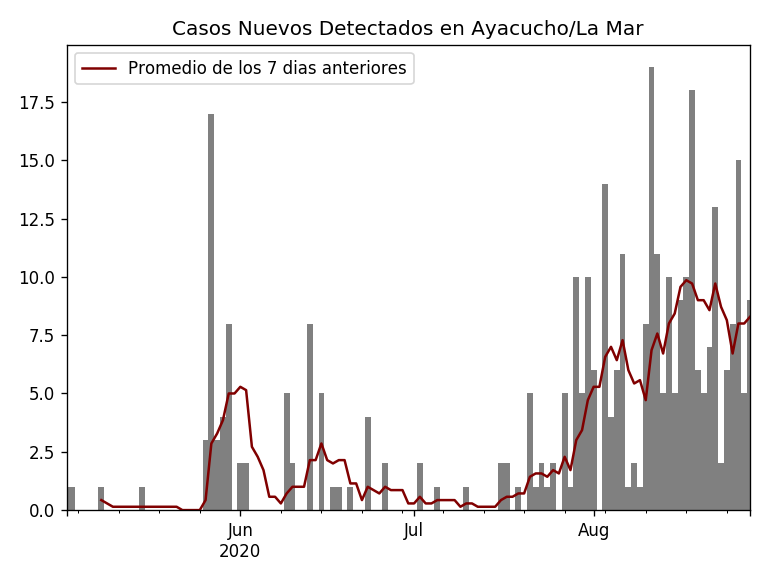 Casos Nuevos Detectados en Ayacucho/La Mar
Promedio de los 7 dias anteriores
17.5
15.0
12.5
10.0
7.5
5.0
2.5
0.0
Jun
2020
Jul
Aug